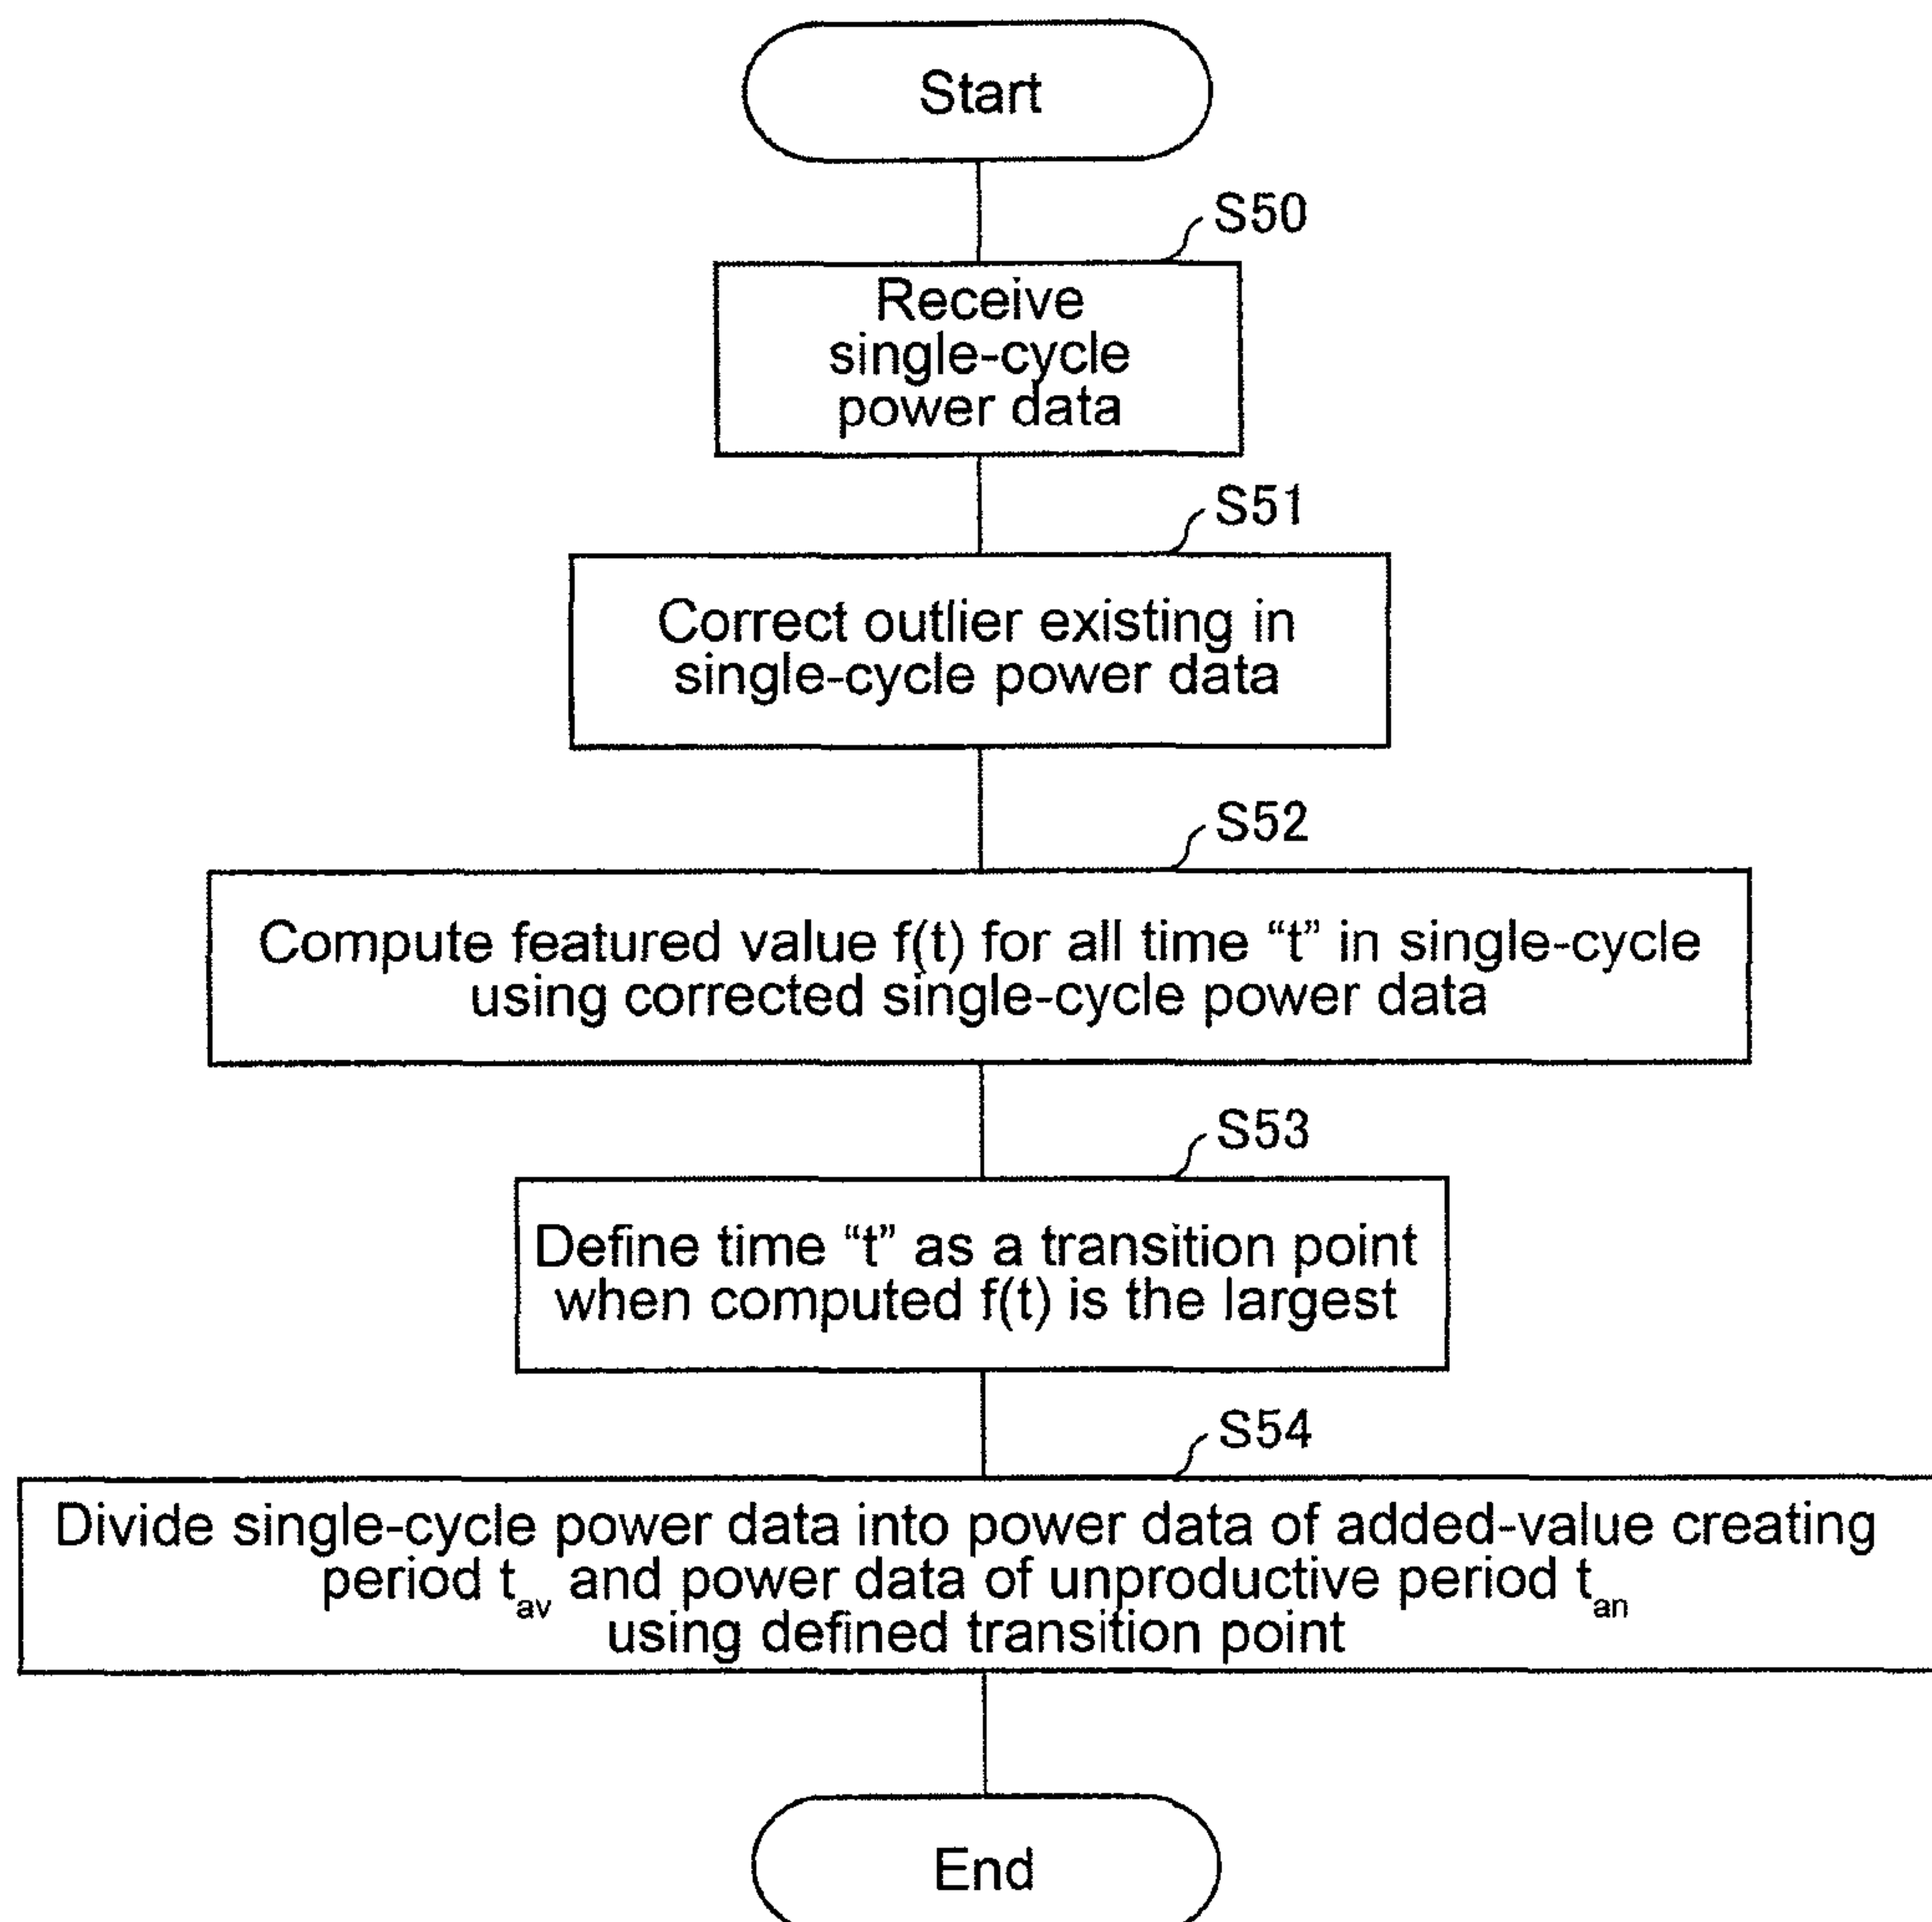 Start
S50
Receive
single-cycle
power data
S51
Correct outlier existing in
single-cycle power data
S52
Compute featured value f(t) for all time “t” in single-cycle
using corrected single-cycle power data
S53
Define time “t” as a transition point
when computed f(t) is the largest
S54
Divide single-cycle power data into power data of added-value creating
period t_av and power data of unproductive period t_an
using defined transition point
End